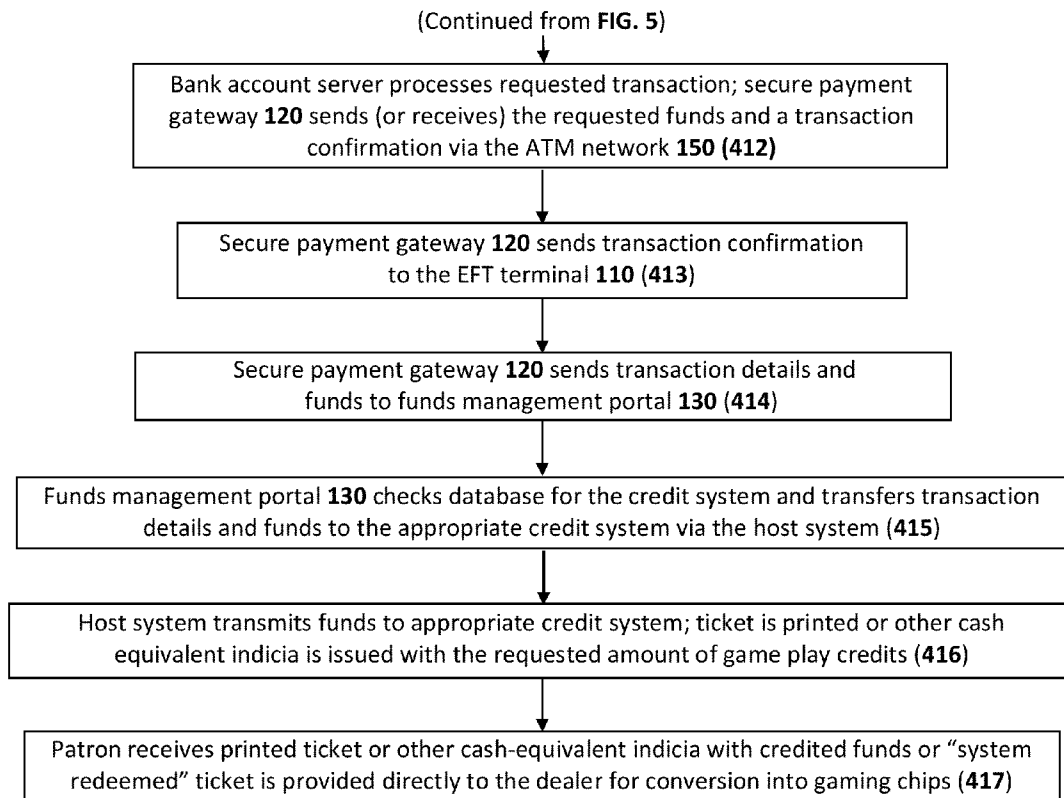 (Continued from FIG. 5)
Bank account server processes requested transaction; secure payment
gateway 120 sends (or receives) the requested funds and a transaction
confirmation via the ATM network 150 (412)
Secure payment gateway 120 sends transaction confirmation
to the EFT terminal 110 (413)
Secure payment gateway 120 sends transaction details and
funds to funds management portal 130 (414)
Funds management portal 130 checks database for the credit system and transfers transaction
details and funds to the appropriate credit system via the host system (415)
Host system transmits funds to appropriate credit system; ticket is printed or other cash
equivalent indicia is issued with the requested amount of game play credits (416)
Patron receives printed ticket or other cash-equivalent indicia with credited funds or “system
redeemed” ticket is provided directly to the dealer for conversion into gaming chips (417)